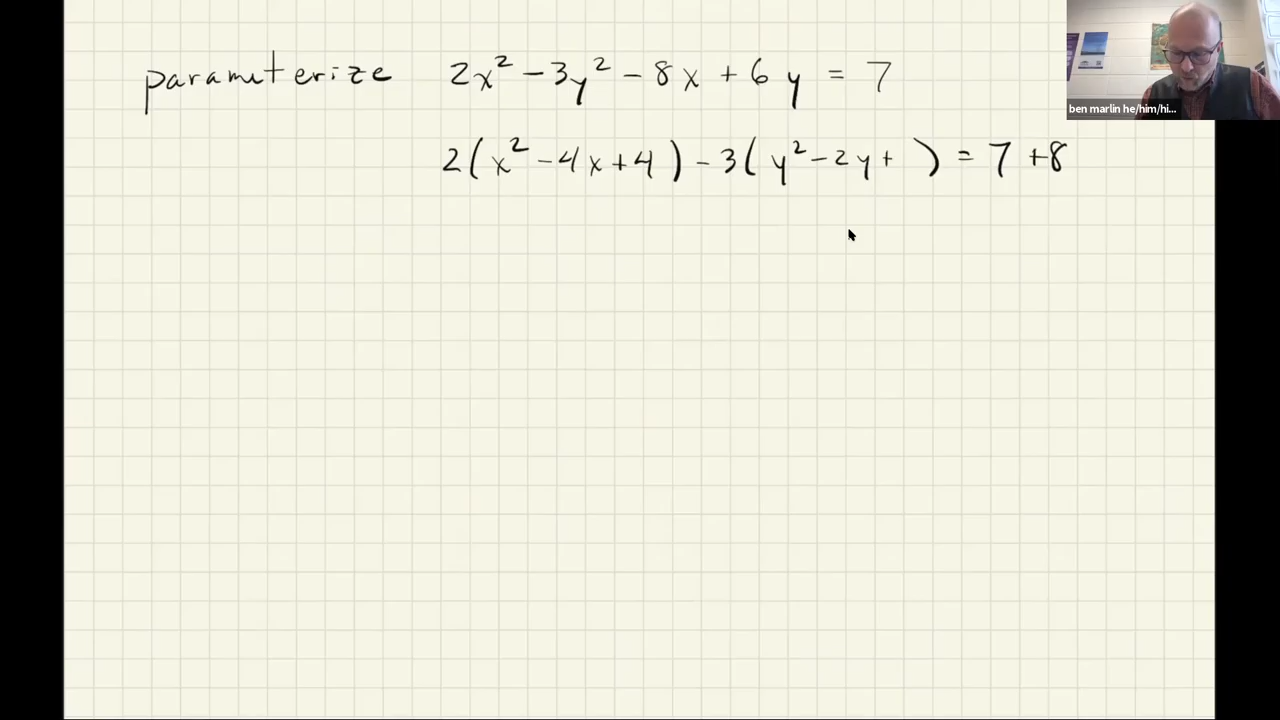 parameterize 2x² - 3y² - 8x + 6y = 7
2(x² - 4x + 4) - 3(y² - 2y + ) = 7 + 8
ben marlin he/him/hi...